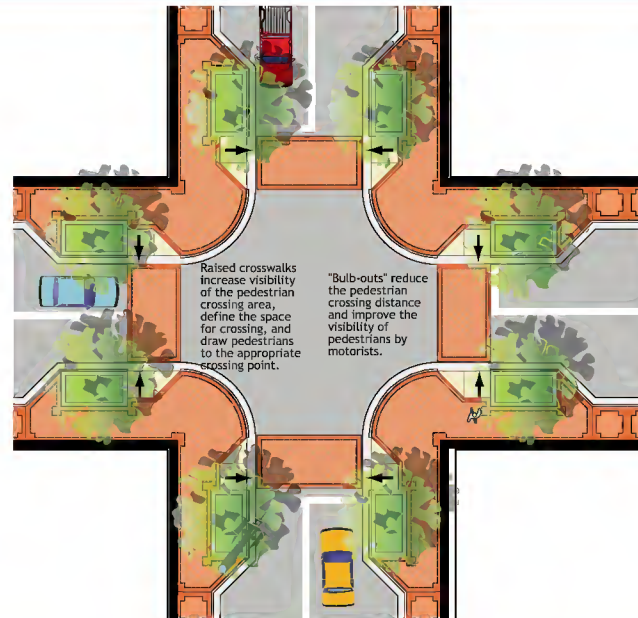 Raised crosswalks
increase visibility
of the pedestrian
crossing area,
define the space
for crossing, and
draw pedestrians
to the appropriate
crossing point.
"Bulb-outs" reduce
the pedestrian
crossing distance
and improve the
visibility of
pedestrians by
motorists.